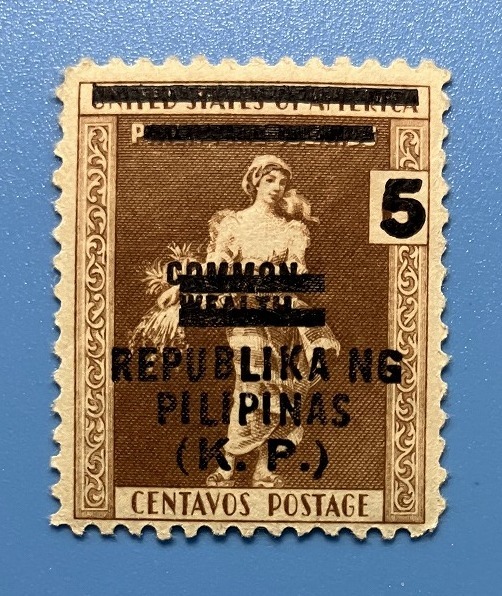 UNITED STATES OF AMERICA
5
COMMON
WEALTH
REPUBLIKA NG
PILIPINAS
(K. P.)
CENTAVOS POSTAGE